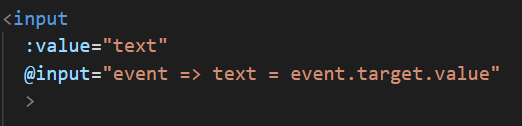 <input
:value="text"
@input="event => text = event.target.value"
>